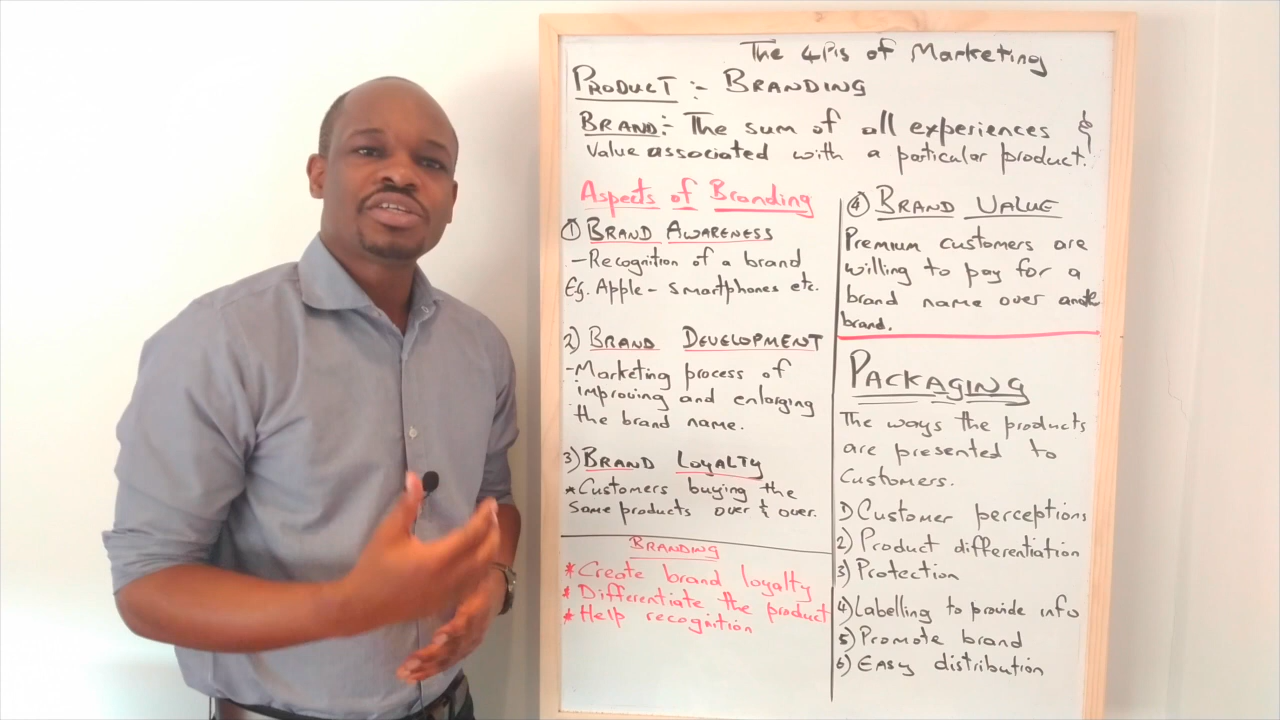 The 4P's of Marketing
PRODUCT :- BRANDING
BRAND:- The sum of all experiences &
Value associated with a particular product.
Aspects of Branding
① BRAND AWARENESS
- Recognition of a brand
Eg. Apple - Smartphones etc.
2) BRAND DEVELOPMENT
- Marketing process of
improving and enlarging
the brand name.
3) BRAND LOYALTY
* Customers buying the
same products over & over.
BRANDING
* Create brand loyalty
* Differentiate the product
* Help recognition
④ BRAND VALUE
Premium customers are
willing to pay for a
brand name over
brand.
PACKAGING
The ways the products
are presented to
Customers.
1) Customer perceptions
2) Product differentiation
3) Protection
4) Labelling to provide info
5) Promote brand
6) Easy distribution